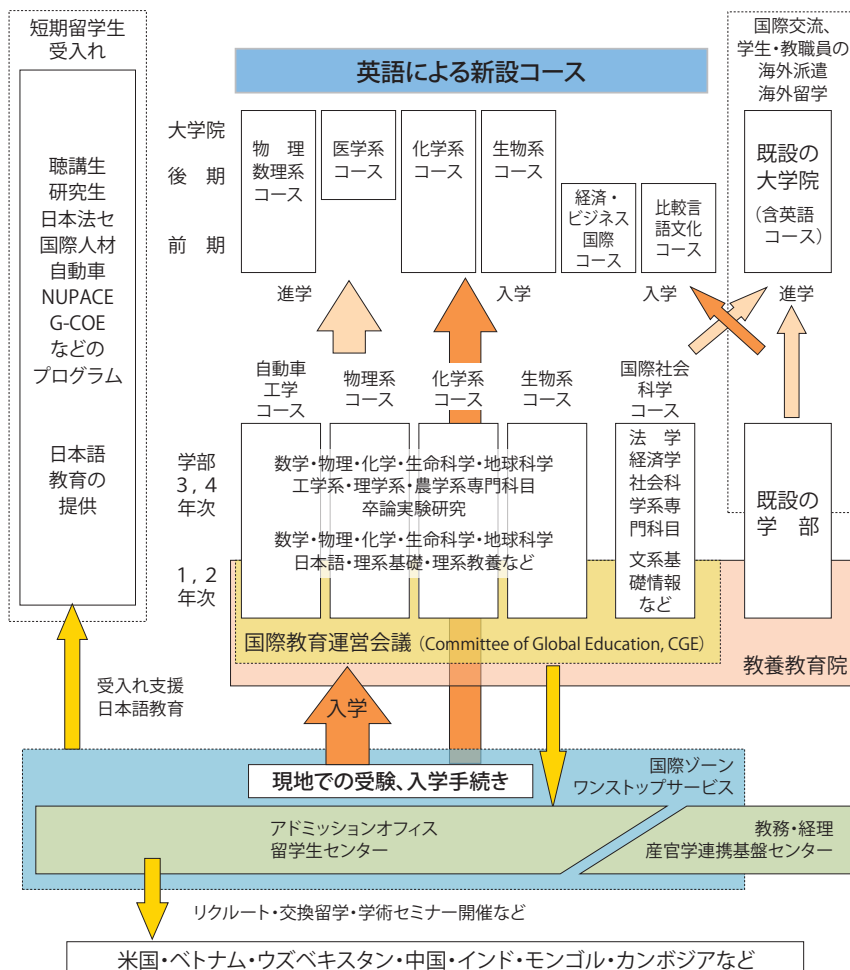 短期留学生
受入れ
聴講生
研究生
日本法セ
国際人材
自動車
NUPACE
G-COE
などの
プログラム
日本語
教育の
提供
英語による新設コース
国際交流、
学生・教職員の
海外派遣
海外留学
大学院
後 期
前 期
物 理
数理系
コース
医学系
コース
化学系
コース
生物系
コース
経済・
ビジネス
国際
コース
比較言
語文化
コース
既設の
大学院
(含英語
コース)
進学
入学
入学
進学
自動車
工学
コース
物理系
コース
化学系
コース
生物系
コース
国際社会
科学
コース
学部
3 , 4
年次
数学・物理・化学・生命科学・地球科学
工学系・理学系・農学系専門科目
卒論実験研究
数学・物理・化学・生命科学・地球科学
日本語・理系基礎・理系教養など
法 学
経済学
社会科
学系専
門科目
文系基
礎情報
など
既設の
学 部
1 , 2
年次
国際教育運営会議 (Committee of Global Education, CGE)
教養教育院
受入れ支援
日本語教育
入学
現地での受験、入学手続き
国際ゾーン
ワンストップサービス
アドミッションオフィス
留学生センター
教務・経理
産官学連携基盤センター
リクルート・交換留学・学術セミナー開催など
米国・ベトナム・ウズベキスタン・中国・インド・モンゴル・カンボジアなど